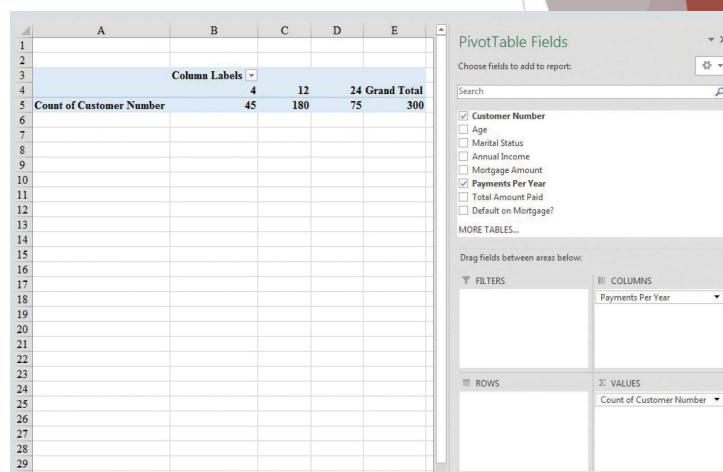 A B C D E
1
2
3 Column Labels
4 4 12 24 Grand Total
5 Count of Customer Number 45 180 75 300
6
7
8
9
10
11
12
13
14
15
16
17
18
19
20
21
22
23
24
25
26
27
28
29
PivotTable Fields
Choose fields to add to report:
Search
Customer Number
Age
Marital Status
Annual Income
Mortgage Amount
Payments Per Year
Total Amount Paid
Default on Mortgage?
MORE TABLES...
Drag fields between areas below:
FILTERS
COLUMNS
Payments Per Year
ROWS
Σ VALUES
Count of Customer Number